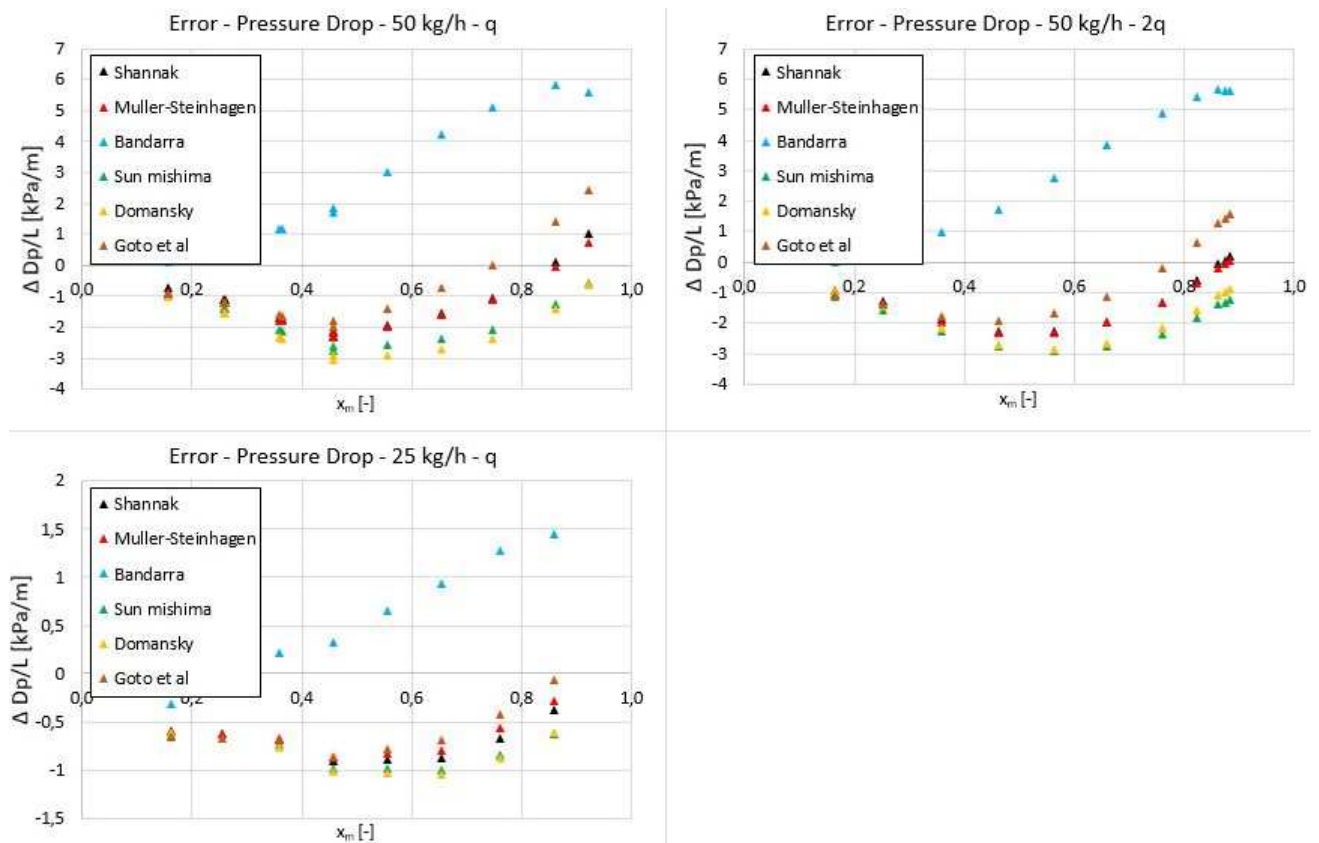 Error - Pressure Drop - 50 kg/h - q
7
6
5
4
3
2
1
0
-1
-2
-3
-4
Δ Dp/L [kPa/m]
Shannak
Muller-Steinhagen
Bandarra
Sun mishima
Domansky
Goto et al
0,0 0,2 0,4 0,6 0,8 1,0
xm [-]
Error - Pressure Drop - 50 kg/h - 2q
7
6
5
4
3
2
1
0
-1
-2
-3
-4
Δ Dp/L [kPa/m]
Shannak
Muller-Steinhagen
Bandarra
Sun mishima
Domansky
Goto et al
0,0 0,2 0,4 0,6 0,8 1,0
xm [-]
Error - Pressure Drop - 25 kg/h - q
2
1,5
1
0,5
0
-0,5
-1
-1,5
Δ Dp/L [kPa/m]
Shannak
Muller-Steinhagen
Bandarra
Sun mishima
Domansky
Goto et al
0,0 0,2 0,4 0,6 0,8 1,0
xm [-]